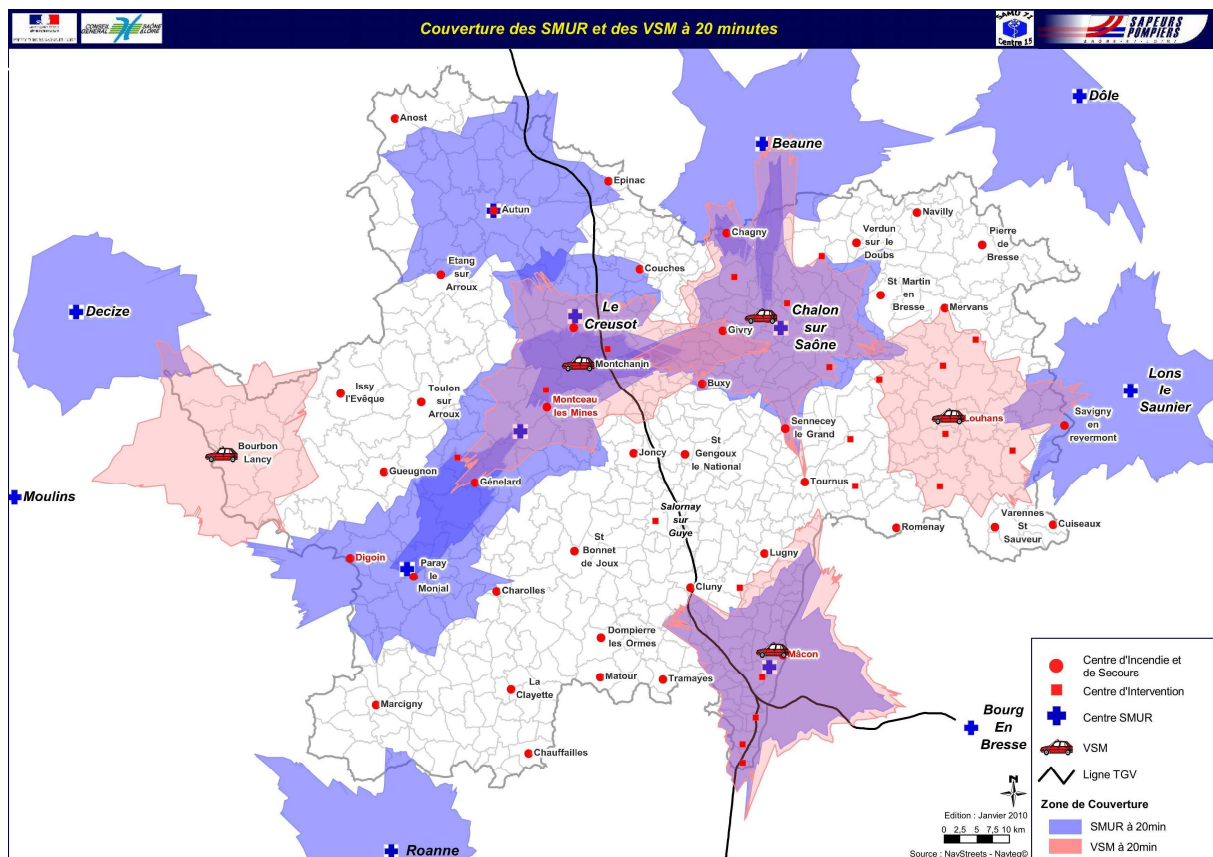 CONSEIL GENERAL
SAÔNE & LOIRE
Couverture des SMUR et des VSM à 20 minutes
SAMU 71
Centre 15
SAPEURS
POMPIERS
SAONE-ET-LOIRE
Dôle
Anost
Beaune
Epinac
Autun
Navilly
Chagny
Verdun
sur le
Doubs
Pierre
de
Bresse
Etang
sur
Arroux
Couches
St Martin
en
Bresse
Mervans
Decize
Le
Creusot
Chalon
sur
Saône
Givry
Montchanin
Lons
le
Saunier
Issy
l'Evêque
Toulon
sur
Arroux
Buxy
Montceau
les Mines
Louhans
Savigny
en
revermont
Sennecey
le Grand
Bourbon
Lancy
Joncy
St
Gengoux
le National
Gueugnon
Génelard
Tournus
Moulins
Salornay
sur
Guye
Romenay
Varennes
St
Sauveur
Cuiseaux
St
Bonnet
de Joux
Lugny
Digoin
Paray
le
Monial
Charolles
Cluny
Dompierre
les Ormes
Mâcon
Matour
Tramayes
La
Clayette
Marcigny
Chauffailles
Bourg
En
Bresse
Roanne
Centre d'Incendie et
de Secours
Centre d'Intervention
Centre SMUR
VSM
Ligne TGV
Zone de Couverture
SMUR à 20min
VSM à 20min
N
Edition : Janvier 2010
0 2,5 5 7,5 10 km
Source : NavStreets - Navteq©